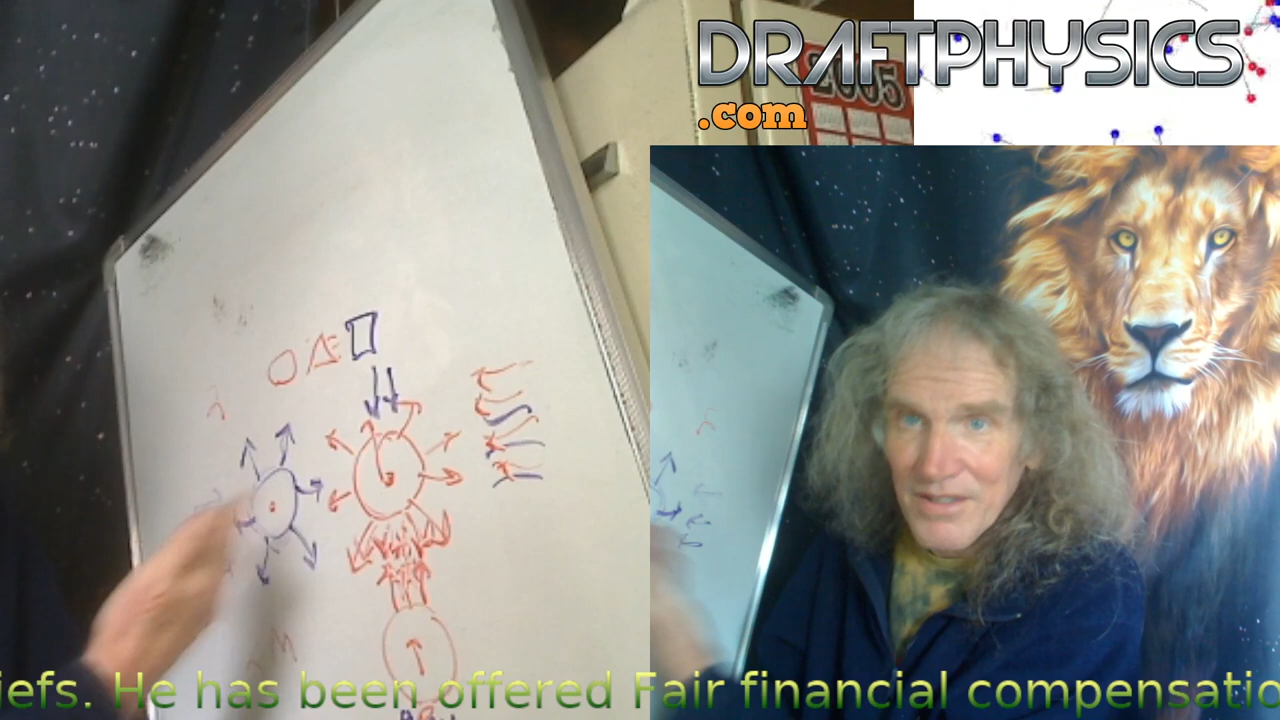 DRAFTPHYSICS
.com
2005
iefs. He has been offered Fair financial compensatio